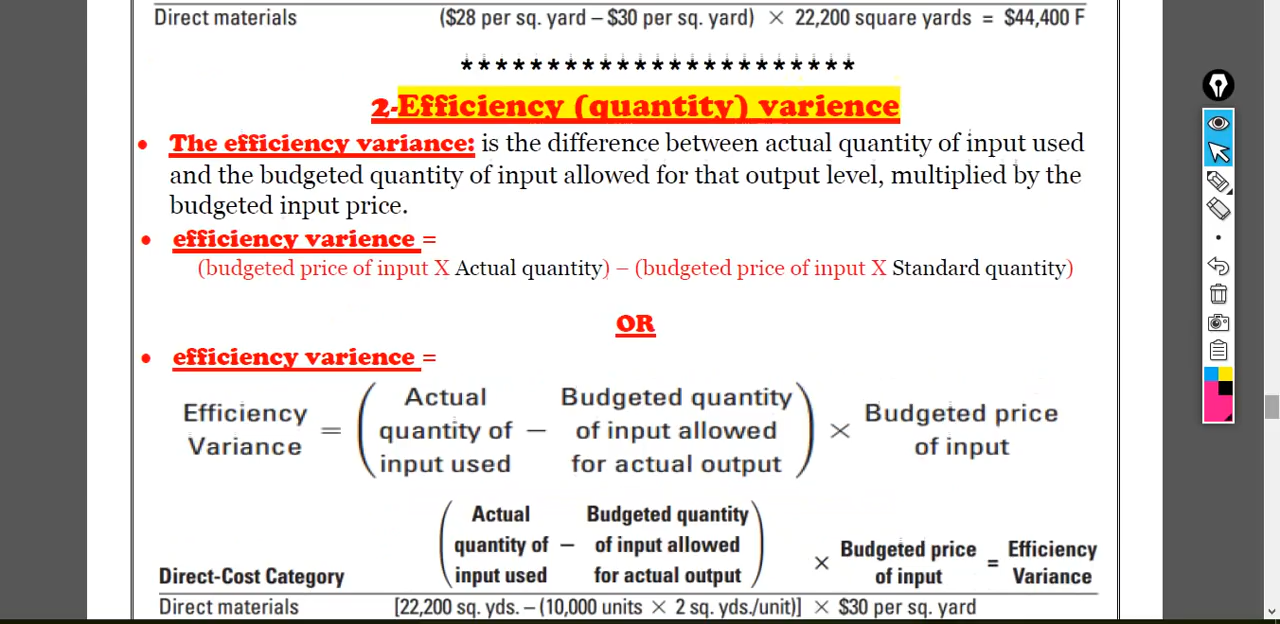 Direct materials ($28 per sq. yard – $30 per sq. yard) × 22,200 square yards = $44,400 F
***********************
2-Efficiency (quantity) varience
• The efficiency variance: is the difference between actual quantity of input used
and the budgeted quantity of input allowed for that output level, multiplied by the
budgeted input price.
• efficiency varience =
(budgeted price of input X Actual quantity) – (budgeted price of input X Standard quantity)
OR
• efficiency varience =
Efficiency Variance = ( Actual quantity of input used – Budgeted quantity of input allowed for actual output ) × Budgeted price of input
Direct-Cost Category ( Actual quantity of input used – Budgeted quantity of input allowed for actual output ) × Budgeted price of input = Efficiency Variance
Direct materials [22,200 sq. yds. – (10,000 units × 2 sq. yds./unit)] × $30 per sq. yard